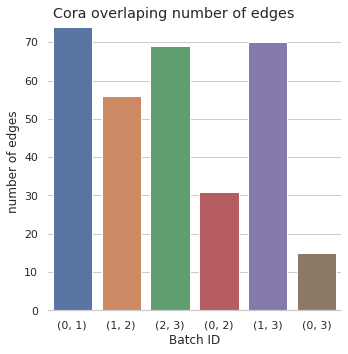 Cora overlaping number of edges
number of edges
70
60
50
40
30
20
10
0
(0, 1) (1, 2) (2, 3) (0, 2) (1, 3) (0, 3)
Batch ID